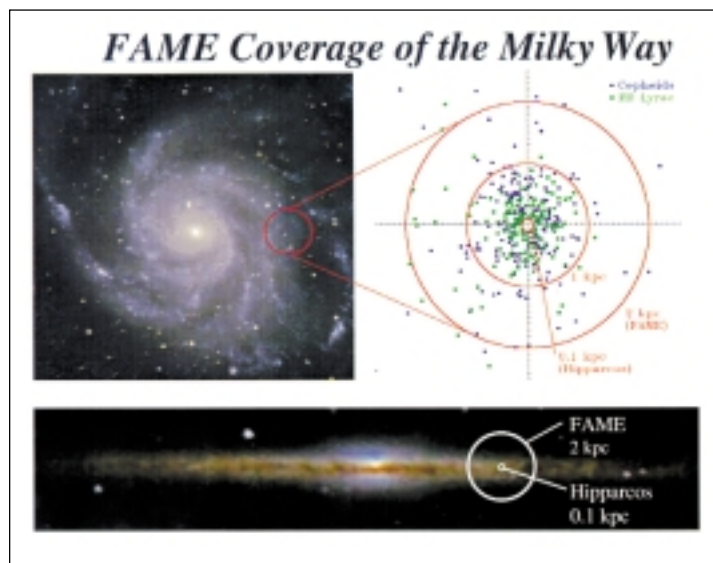 FAME Coverage of the Milky Way
Cepheids
RR Lyrae
1 kpc
2 kpc
(FAME)
0.1 kpc
(Hipparcos)
FAME
2 kpc
Hipparcos
0.1 kpc